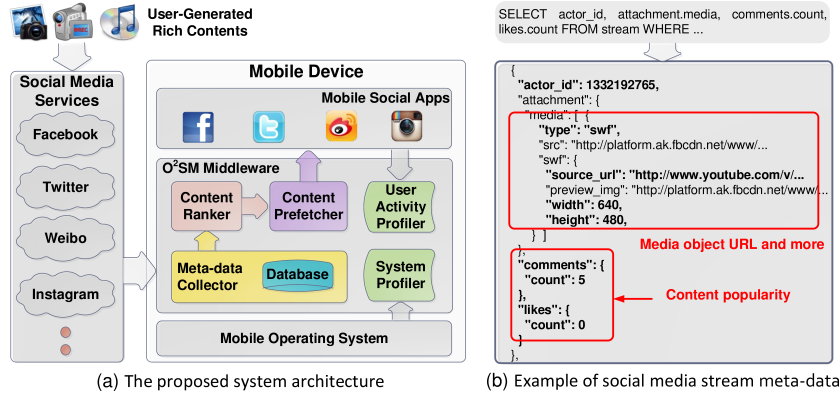 User-Generated
Rich Contents
Social Media
Services
Facebook
Twitter
Weibo
Instagram
Mobile Device
Mobile Social Apps
O²SM Middleware
Content
Ranker
Content
Prefetcher
User
Activity
Profiler
Meta-data
Collector
Database
System
Profiler
Mobile Operating System
(a) The proposed system architecture
SELECT actor_id, attachment.media, comments.count,
likes.count FROM stream WHERE ...
{
"actor_id": 1332192765,
"attachment": {
"media": [ {
"type": "swf",
"src": "http://platform.ak.fbcdn.net/www/...
"swf": {
"source_url": "http://www.youtube.com/v/...
"preview_img": "http://platform.ak.fbcdn.net/www/...
"width": 640,
"height": 480,
} ]
Media object URL and more
},
"comments": {
"count": 5
},
Content popularity
"likes": {
"count": 0
}
},
(b) Example of social media stream meta-data